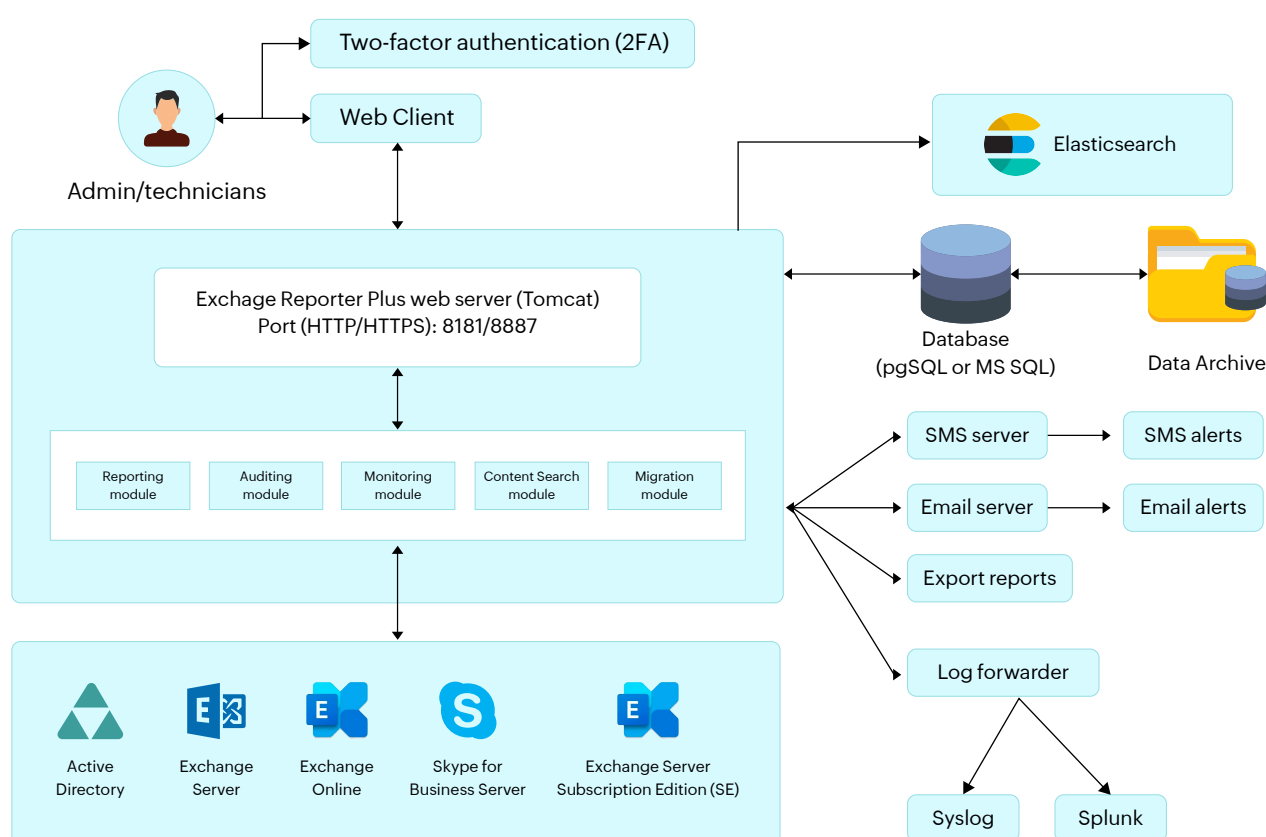 Two-factor authentication (2FA)
Web Client
Admin/technicians
Elasticsearch
Exchage Reporter Plus web server (Tomcat)
Port (HTTP/HTTPS): 8181/8887
Database
(pgSQL or MS SQL)
Data Archive
Reporting
module
Auditing
module
Monitoring
module
Content Search
module
Migration
module
SMS server
SMS alerts
Email server
Email alerts
Export reports
Log forwarder
Syslog
Splunk
E
Active
Directory
Exchange
Server
E
Exchange
Online
S
Skype for
Business Server
E
Exchange Server
Subscription Edition (SE)